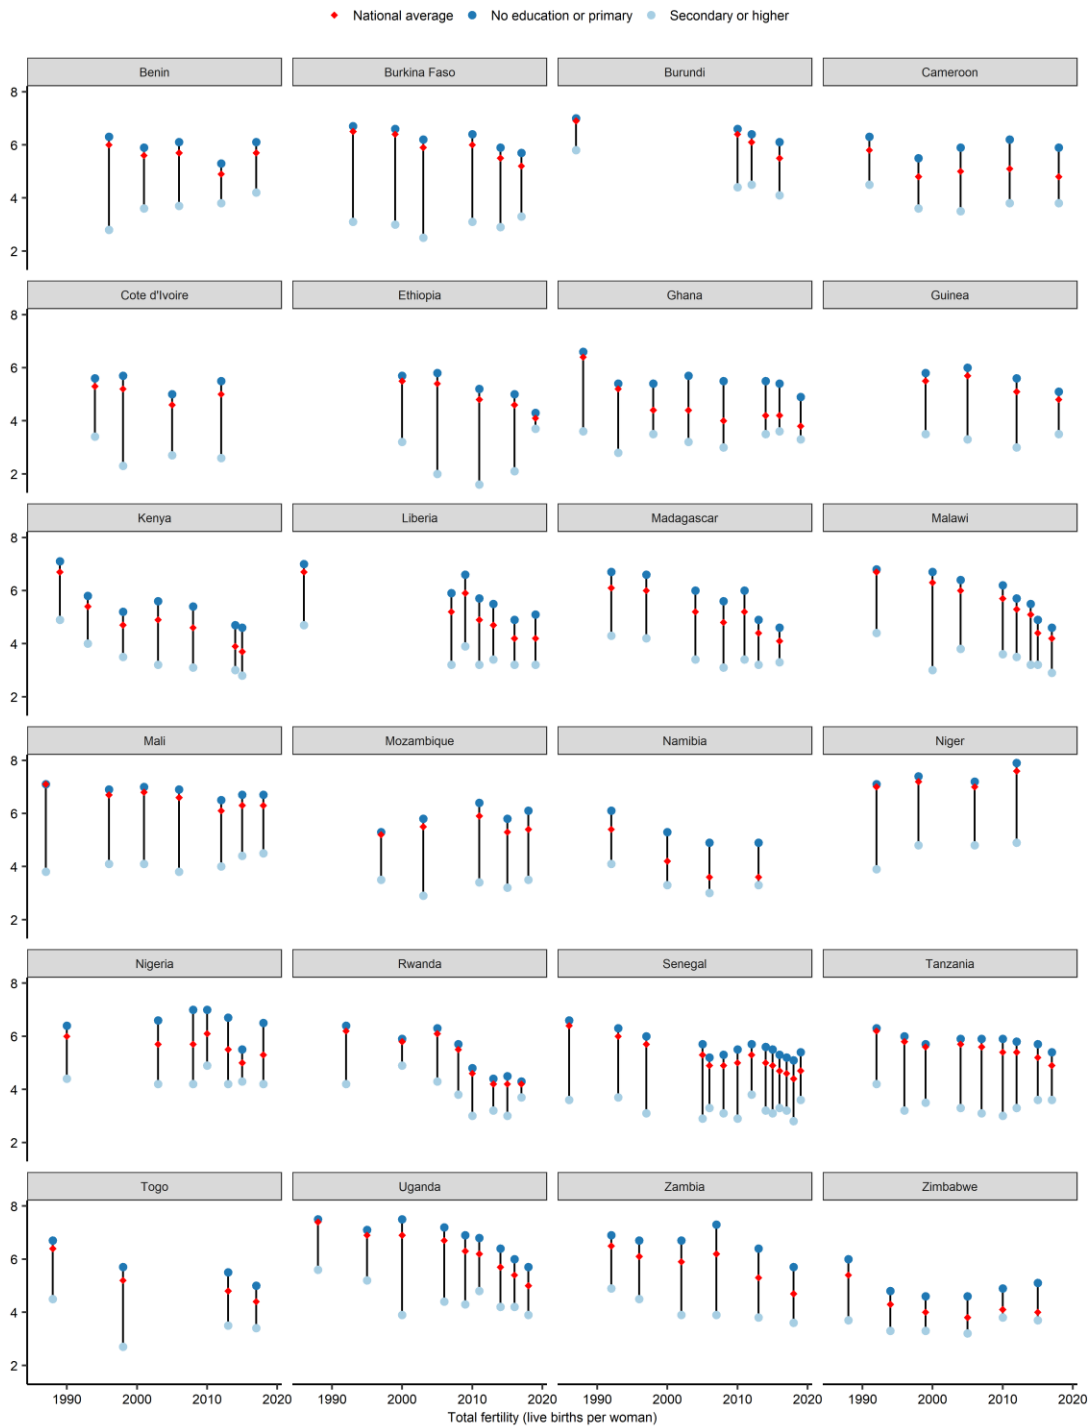 National average No education or primary Secondary or higher
Benin Burkina Faso Burundi Cameroon
8
6
4
2
Cote d'Ivoire Ethiopia Ghana Guinea
8
6
4
2
Kenya Liberia Madagascar Malawi
8
6
4
2
Mali Mozambique Namibia Niger
8
6
4
2
Nigeria Rwanda Senegal Tanzania
8
6
4
2
Togo Uganda Zambia Zimbabwe
8
6
4
2
1990 2000 2010 2020 1990 2000 2010 2020 1990 2000 2010 2020 1990 2000 2010 2020
Total fertility (live births per woman)